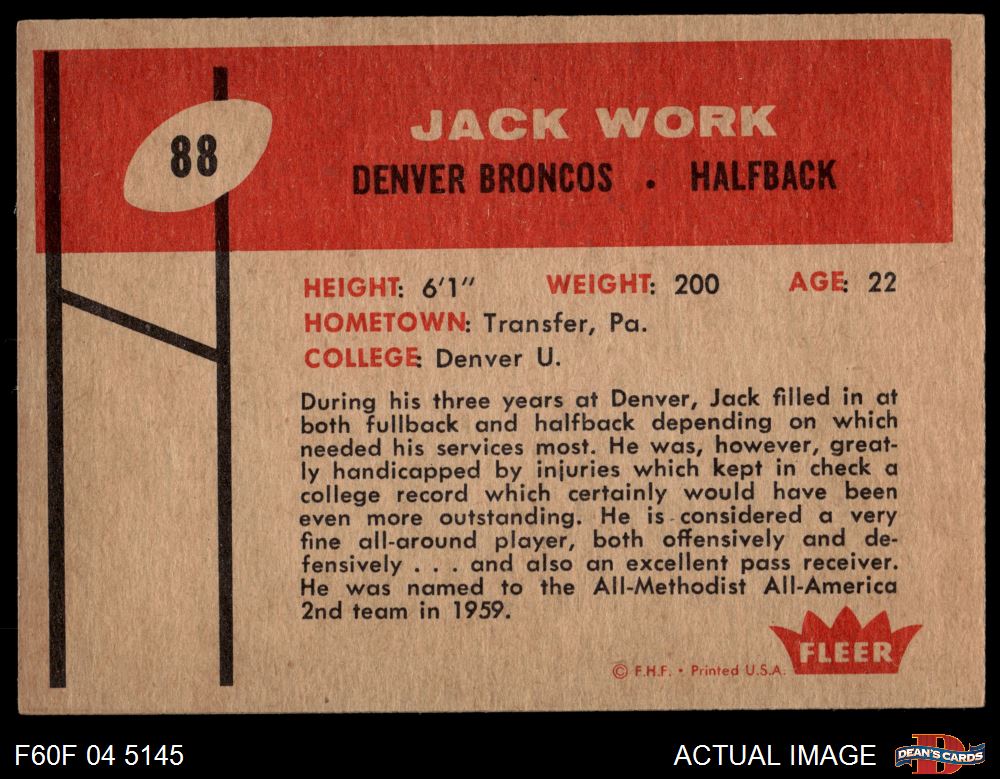 88
JACK WORK
DENVER BRONCOS . HALFBACK
HEIGHT: 6'1" WEIGHT: 200 AGE: 22
HOMETOWN: Transfer, Pa.
COLLEGE: Denver U.
During his three years at Denver, Jack filled in at
both fullback and halfback depending on which
needed his services most. He was, however, great-
ly handicapped by injuries which kept in check a
college record which certainly would have been
even more outstanding. He is considered a very
fine all-around player, both offensively and de-
fensively . . . and also an excellent pass receiver.
He was named to the All-Methodist All-America
2nd team in 1959.
FLEER
© F.H.F. • Printed U.S.A.
F60F 04 5145
ACTUAL IMAGE
D
DEAN'S CARDS